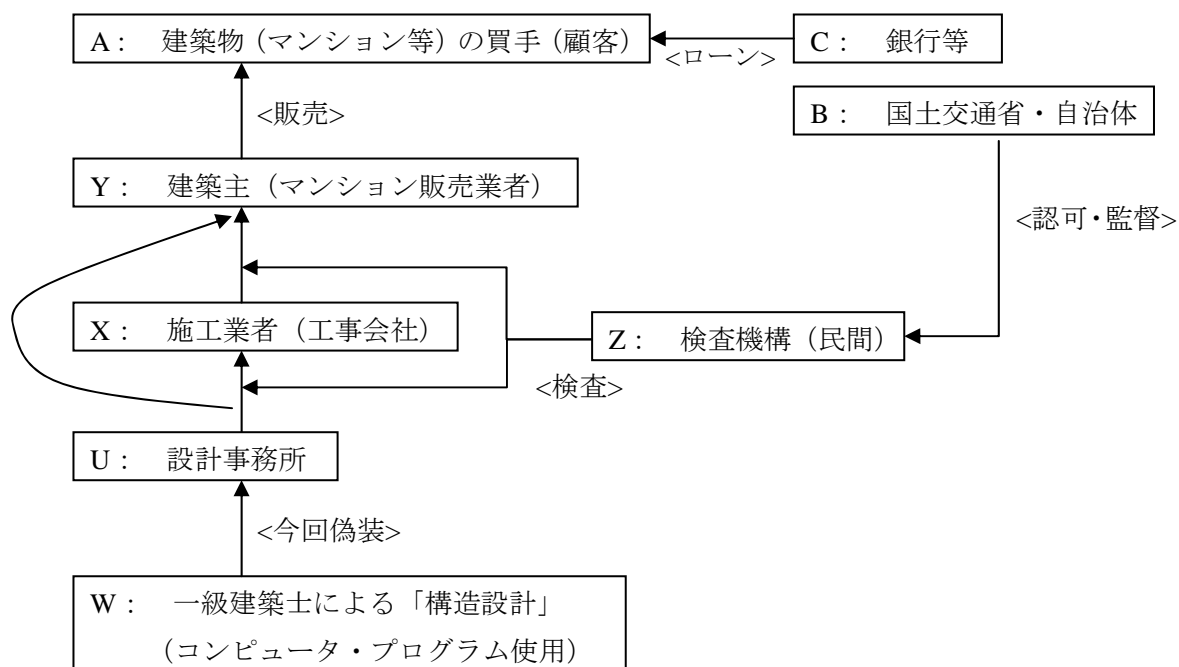 A： 建築物（マンション等）の買手（顧客）
C： 銀行等
<ローン>
B： 国土交通省・自治体
<販売>
Y： 建築主（マンション販売業者）
<認可・監督>
X： 施工業者（工事会社）
Z： 検査機構（民間）
<検査>
U： 設計事務所
<今回偽装>
W： 一級建築士による「構造設計」
（コンピュータ・プログラム使用）